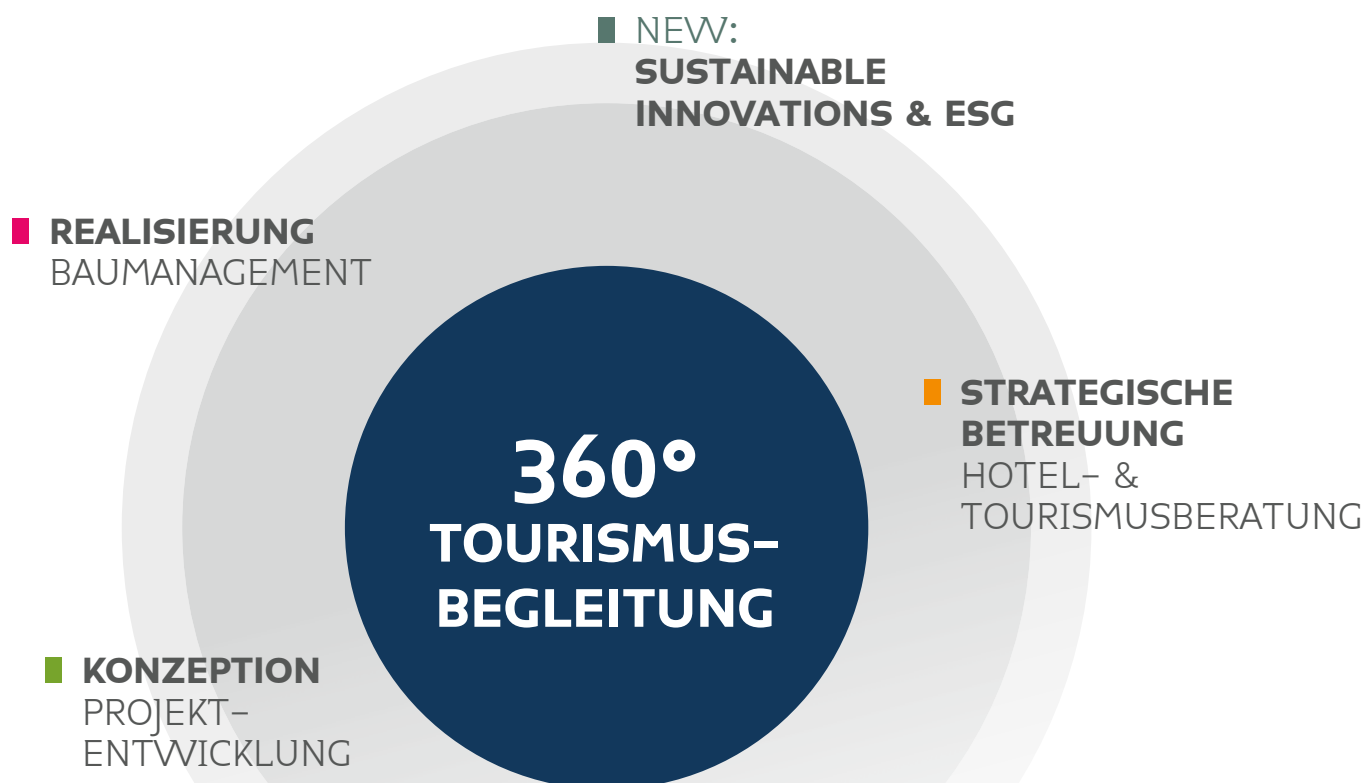 NEW:
SUSTAINABLE
INNOVATIONS & ESG
REALISIERUNG
BAUMANAGEMENT
STRATEGISCHE
BETREUUNG
HOTEL- &
TOURISMUSBERATUNG
360°
TOURISMUS-
BEGLEITUNG
KONZEPTION
PROJEKT-
ENTWICKLUNG